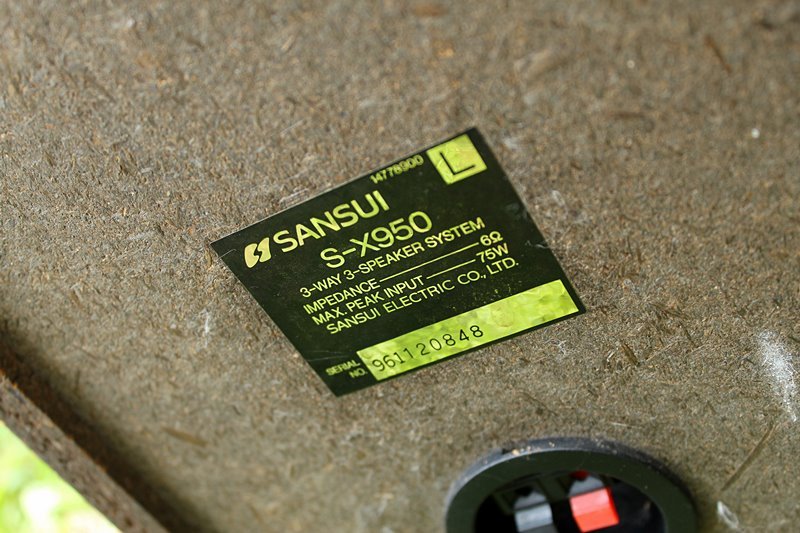 14778900 L
SANSUI
S-X950
3-WAY 3-SPEAKER SYSTEM
IMPEDANCE 6Ω
MAX. PEAK INPUT 75W
SANSUI ELECTRIC CO., LTD.
SERIAL NO. 961120848